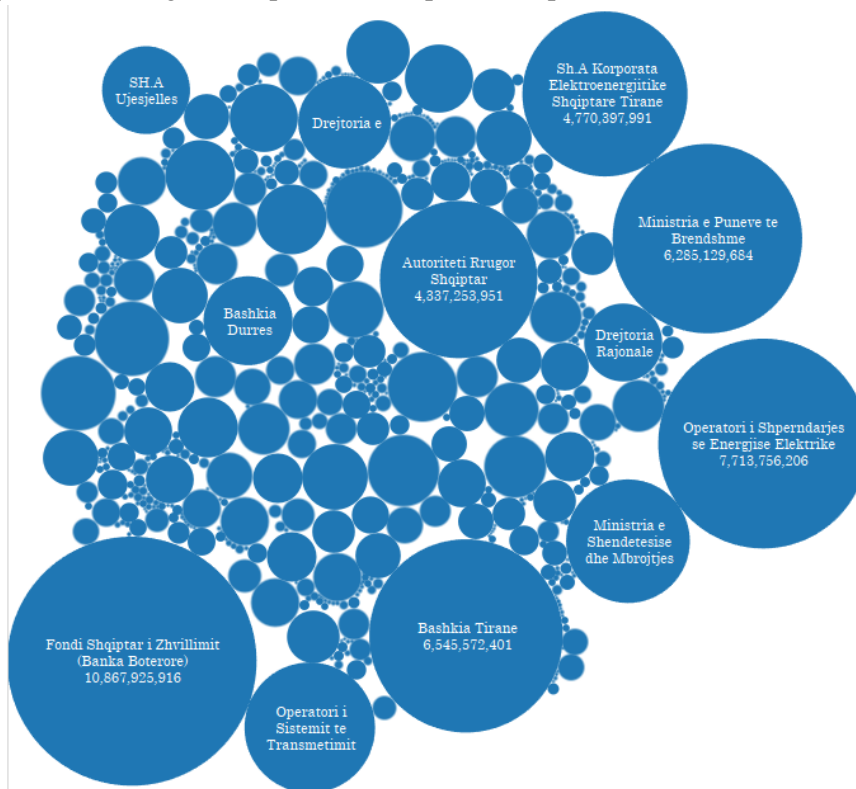 SH.A
Ujesjelles
Drejtoria e
Sh.A Korporata
Elektroenergjitike
Shqiptare Tirane
4,770,397,991
Ministria e Puneve te
Brendshme
6,285,129,684
Autoriteti Rrugor
Shqiptar
4,337,253,951
Bashkia
Durres
Drejtoria
Rajonale
Operatori i Shperndarjes
se Energjise Elektrike
7,713,756,206
Ministria e
Shendetesise
dhe Mbrojtjes
Bashkia Tirane
6,545,572,401
Fondi Shqiptar i Zhvillimit
(Banka Boterore)
10,867,925,916
Operatori i
Sistemit te
Transmetimit